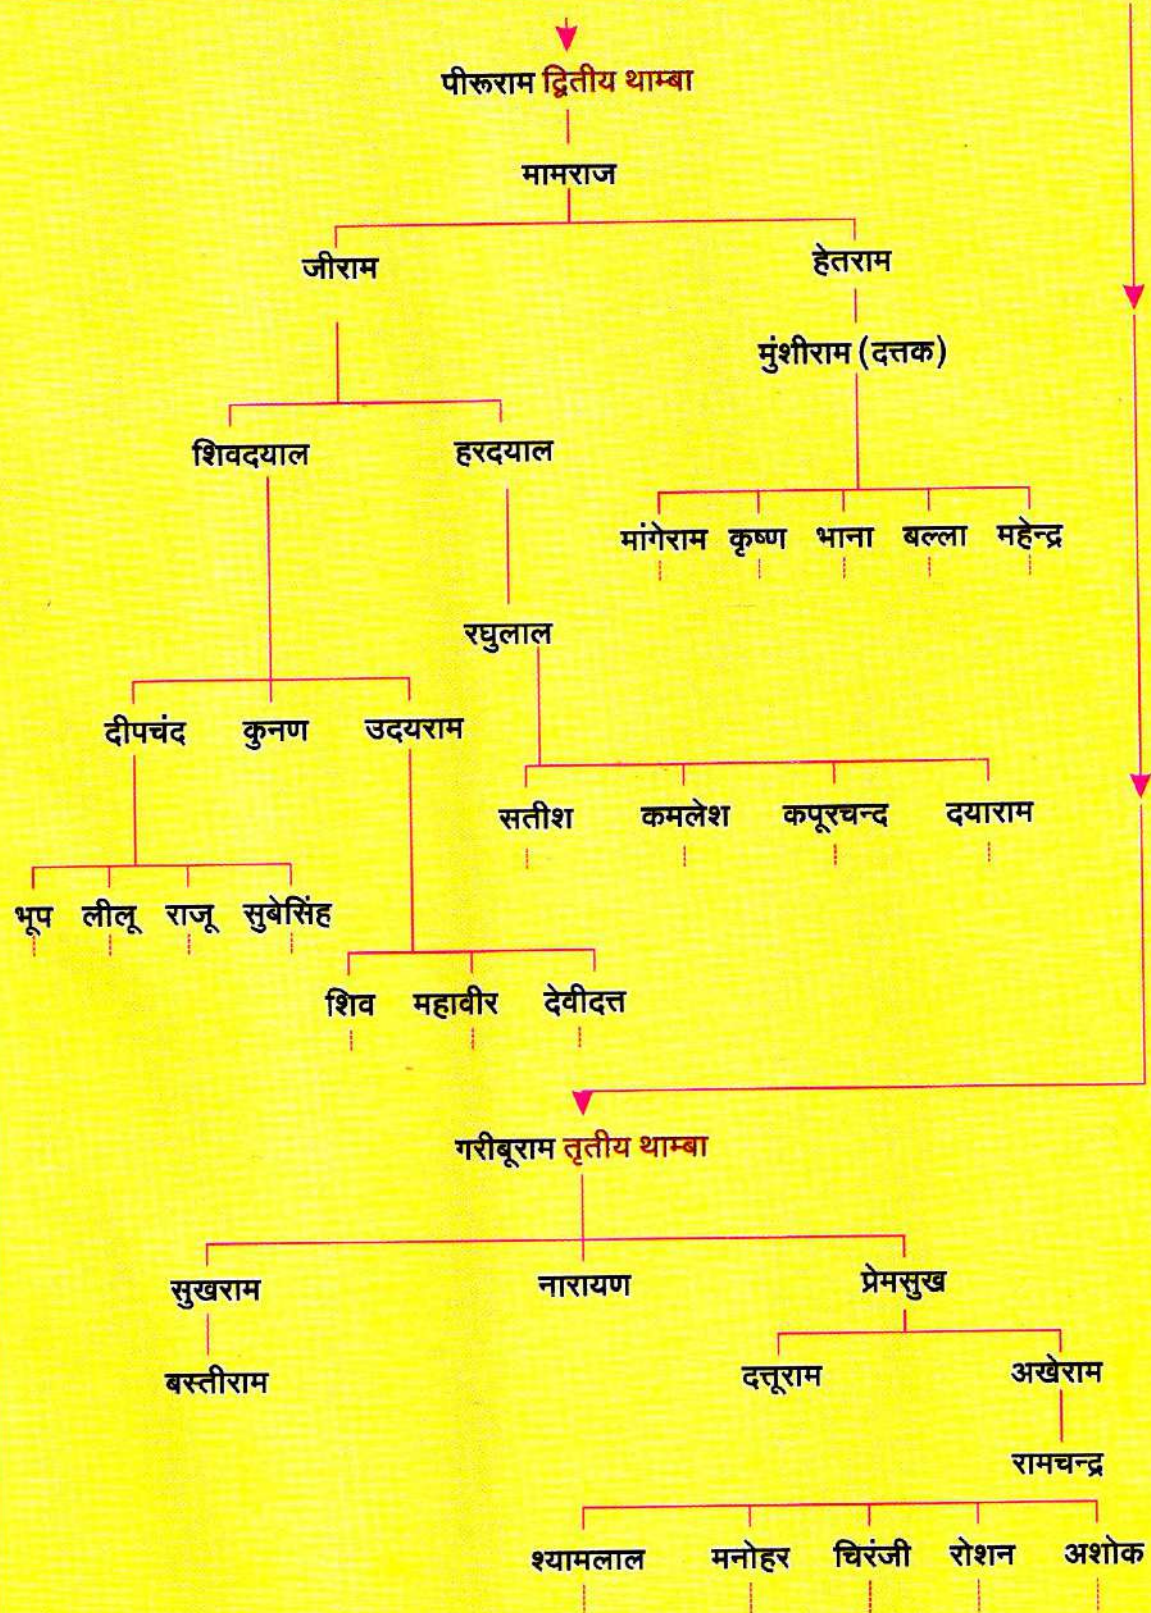 पीरूराम द्वितीय थाम्बा
मामराज
जीराम हेतराम
मुंशीराम (दत्तक)
शिवदयाल हरदयाल
मांगेराम कृष्ण भाना बल्ला महेन्द्र
रघुलाल
दीपचंद कुनण उदयराम
सतीश कमलेश कपूरचन्द दयाराम
भूप लीलू राजू सुबेसिंह
शिव महावीर देवीदत्त
गरीबूराम तृतीय थाम्बा
सुखराम नारायण प्रेमसुख
बस्तीराम दत्तूराम अखेराम
रामचन्द्र
श्यामलाल मनोहर चिरंजी रोशन अशोक